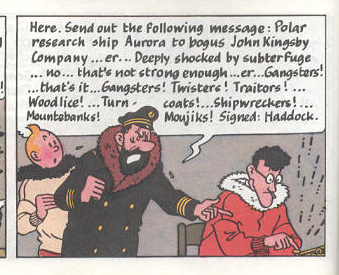 Here. Send out the following message: Polar
research ship Aurora to bogus John Kingsby
Company ...er... Deeply shocked by subterfuge
... no... that's not strong enough...er...Gangsters!
...that's it...Gangsters! Twisters! Traitors! ...
Woodlice! ...Turn - coats!...Shipwreckers! ...
Mountebanks! Moujiks! Signed: Haddock.